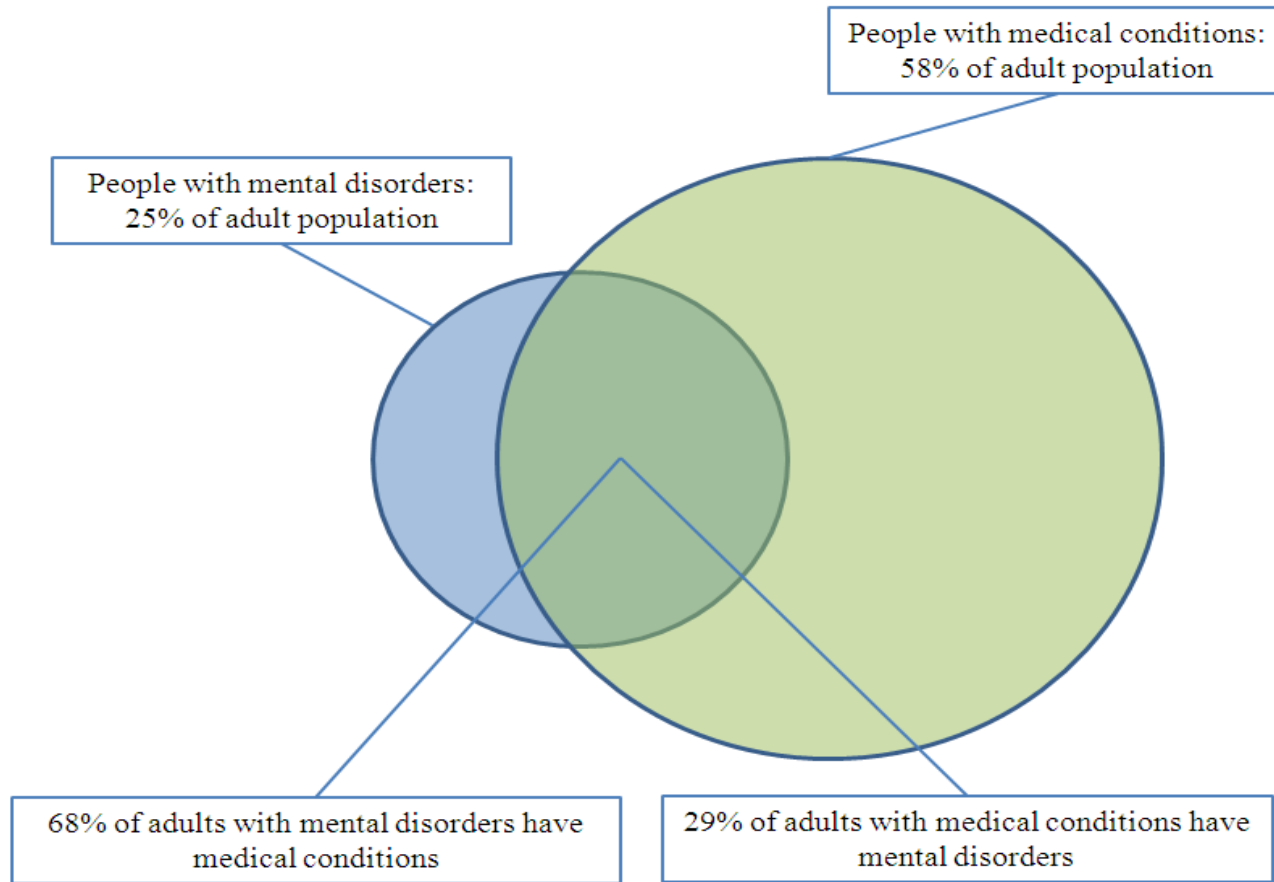 People with medical conditions:
58% of adult population
People with mental disorders:
25% of adult population
68% of adults with mental disorders have
medical conditions
29% of adults with medical conditions have
mental disorders